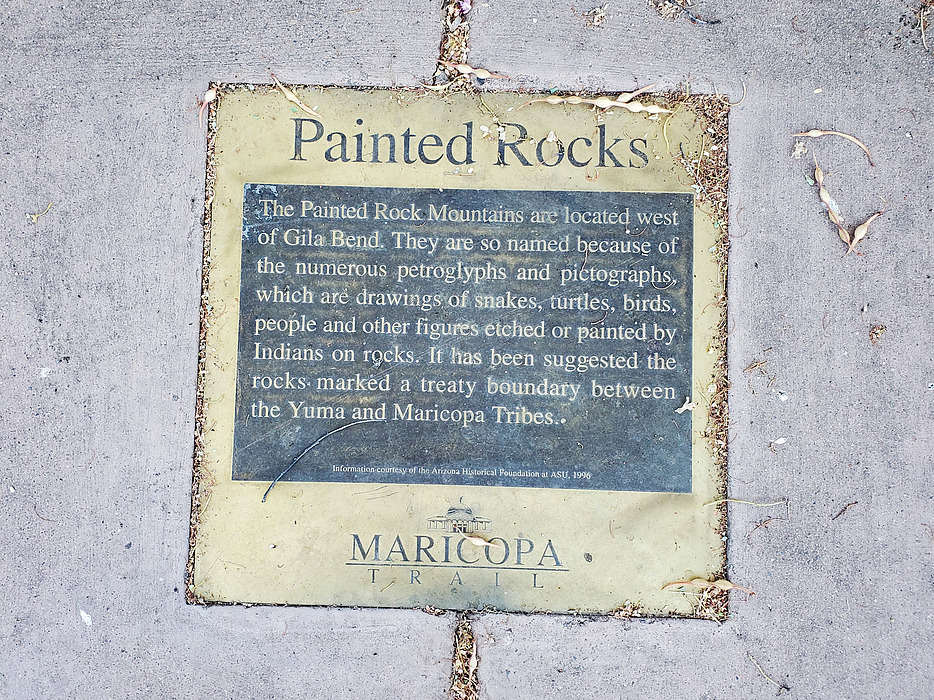 Painted Rocks
The Painted Rock Mountains are located west
of Gila Bend. They are so named because of
the numerous petroglyphs and pictographs,
which are drawings of snakes, turtles, birds,
people and other figures etched or painted by
Indians on rocks. It has been suggested the
rocks marked a treaty boundary between
the Yuma and Maricopa Tribes.
Information courtesy of the Arizona Historical Foundation at ASU, 1996
MARICOPA
TRAIL